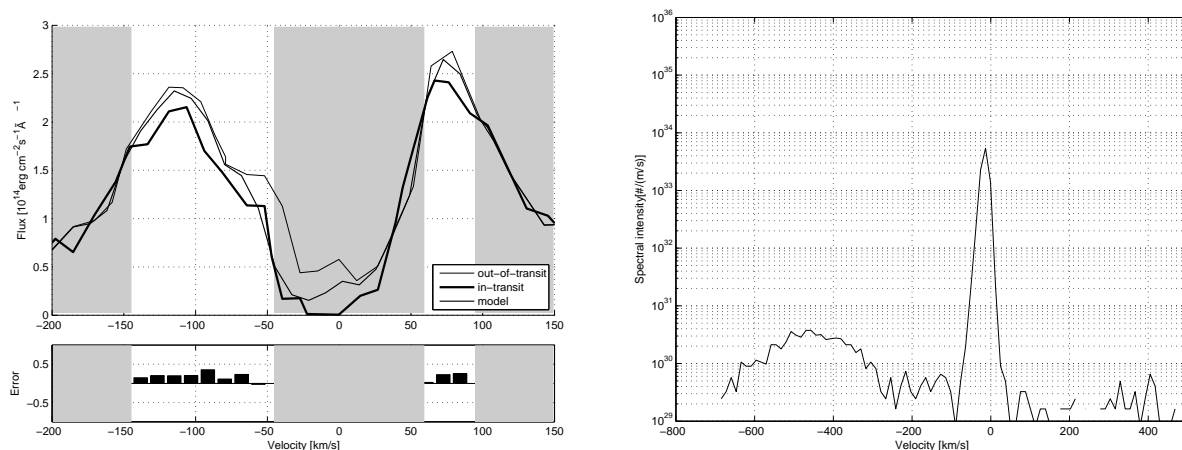 3
2.5
2
1.5
1
0.5
0
Flux [10¹⁴erg cm⁻²s⁻¹Å ⁻¹
−200 −150 −100 −50 0 50 100 150
out−of−transit
in−transit
model
0.5
−0.5
Error
−200 −150 −100 −50 0 50 100 150
Velocity [km/s]
10³⁶
10³⁵
10³⁴
10³³
10³²
10³¹
10³⁰
10²⁹
Spectral intensity[#/(m/s)]
−800 −600 −400 −200 0 200 400
Velocity [km/s]